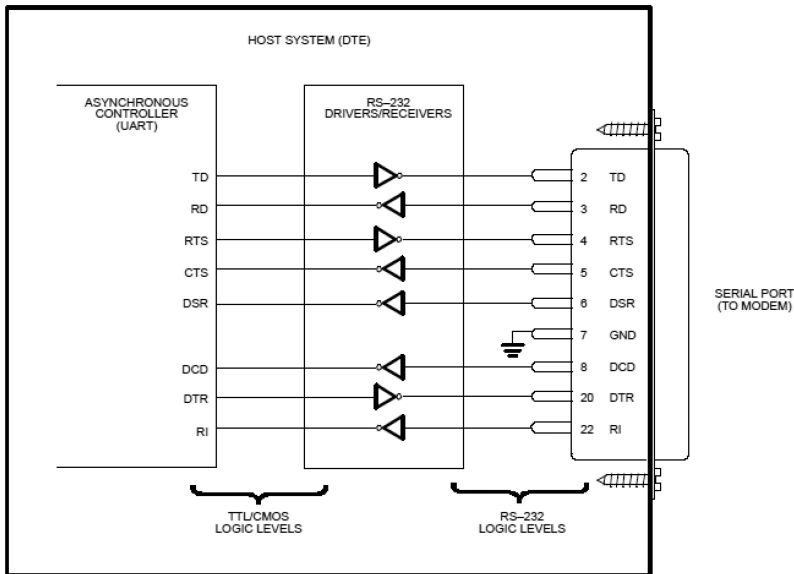 HOST SYSTEM (DTE)
ASYNCHRONOUS
CONTROLLER
(UART)
RS–232
DRIVERS/RECEIVERS
TD
2 TD
RD
3 RD
RTS
4 RTS
CTS
5 CTS
DSR
6 DSR
7 GND
DCD
8 DCD
DTR
20 DTR
RI
22 RI
SERIAL PORT
(TO MODEM)
TTL/CMOS
LOGIC LEVELS
RS–232
LOGIC LEVELS